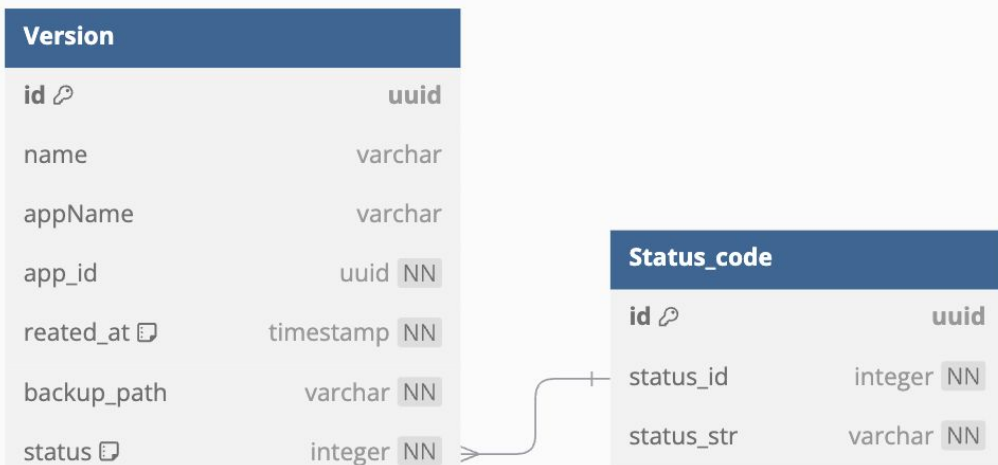 Version
id uuid
name varchar
appName varchar
app_id uuid NN
reated_at timestamp NN
backup_path varchar NN
status integer NN
Status_code
id uuid
status_id integer NN
status_str varchar NN